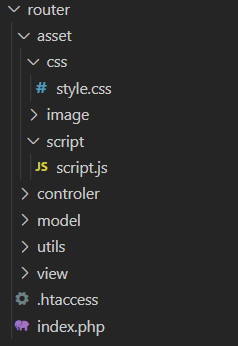 router
asset
css
# style.css
image
script
JS script.js
controler
model
utils
view
.htaccess
index.php